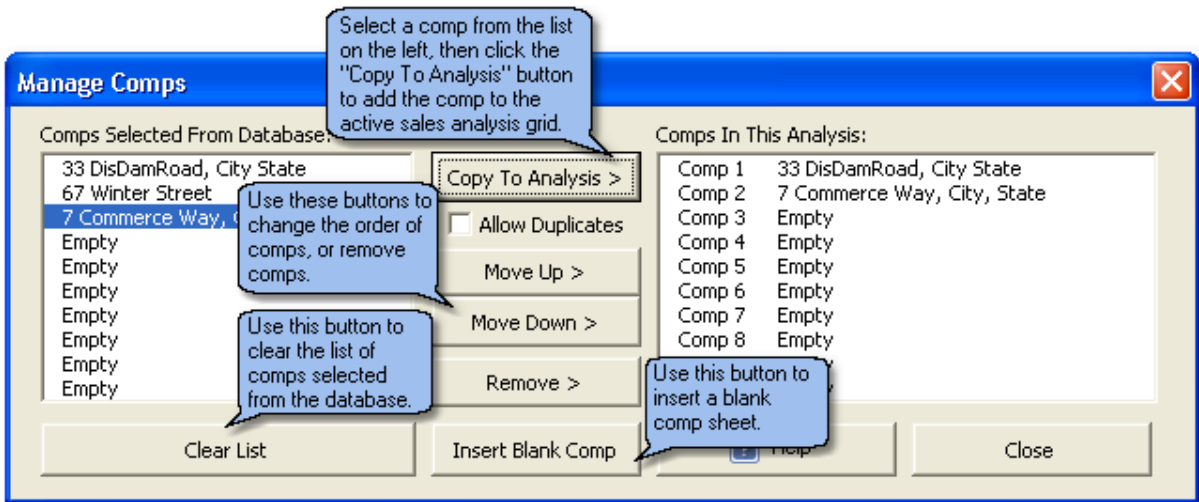 Select a comp from the list
on the left, then click the
"Copy To Analysis" button
to add the comp to the
active sales analysis grid.
Manage Comps
Comps Selected From Database:
33 DisDamRoad, City State
67 Winter Street
7 Commerce Way,
Empty
Empty
Empty
Empty
Empty
Empty
Empty
Use these buttons to
change the order of
comps, or remove
comps.
Use this button to
clear the list of
comps selected
from the database.
Clear List
Copy To Analysis >
Allow Duplicates
Move Up >
Move Down >
Remove >
Insert Blank Comp
Comps In This Analysis:
Comp 1 33 DisDamRoad, City State
Comp 2 7 Commerce Way, City, State
Comp 3 Empty
Comp 4 Empty
Comp 5 Empty
Comp 6 Empty
Comp 7 Empty
Comp 8 Empty
Use this button to
insert a blank
comp sheet.
Help
Close